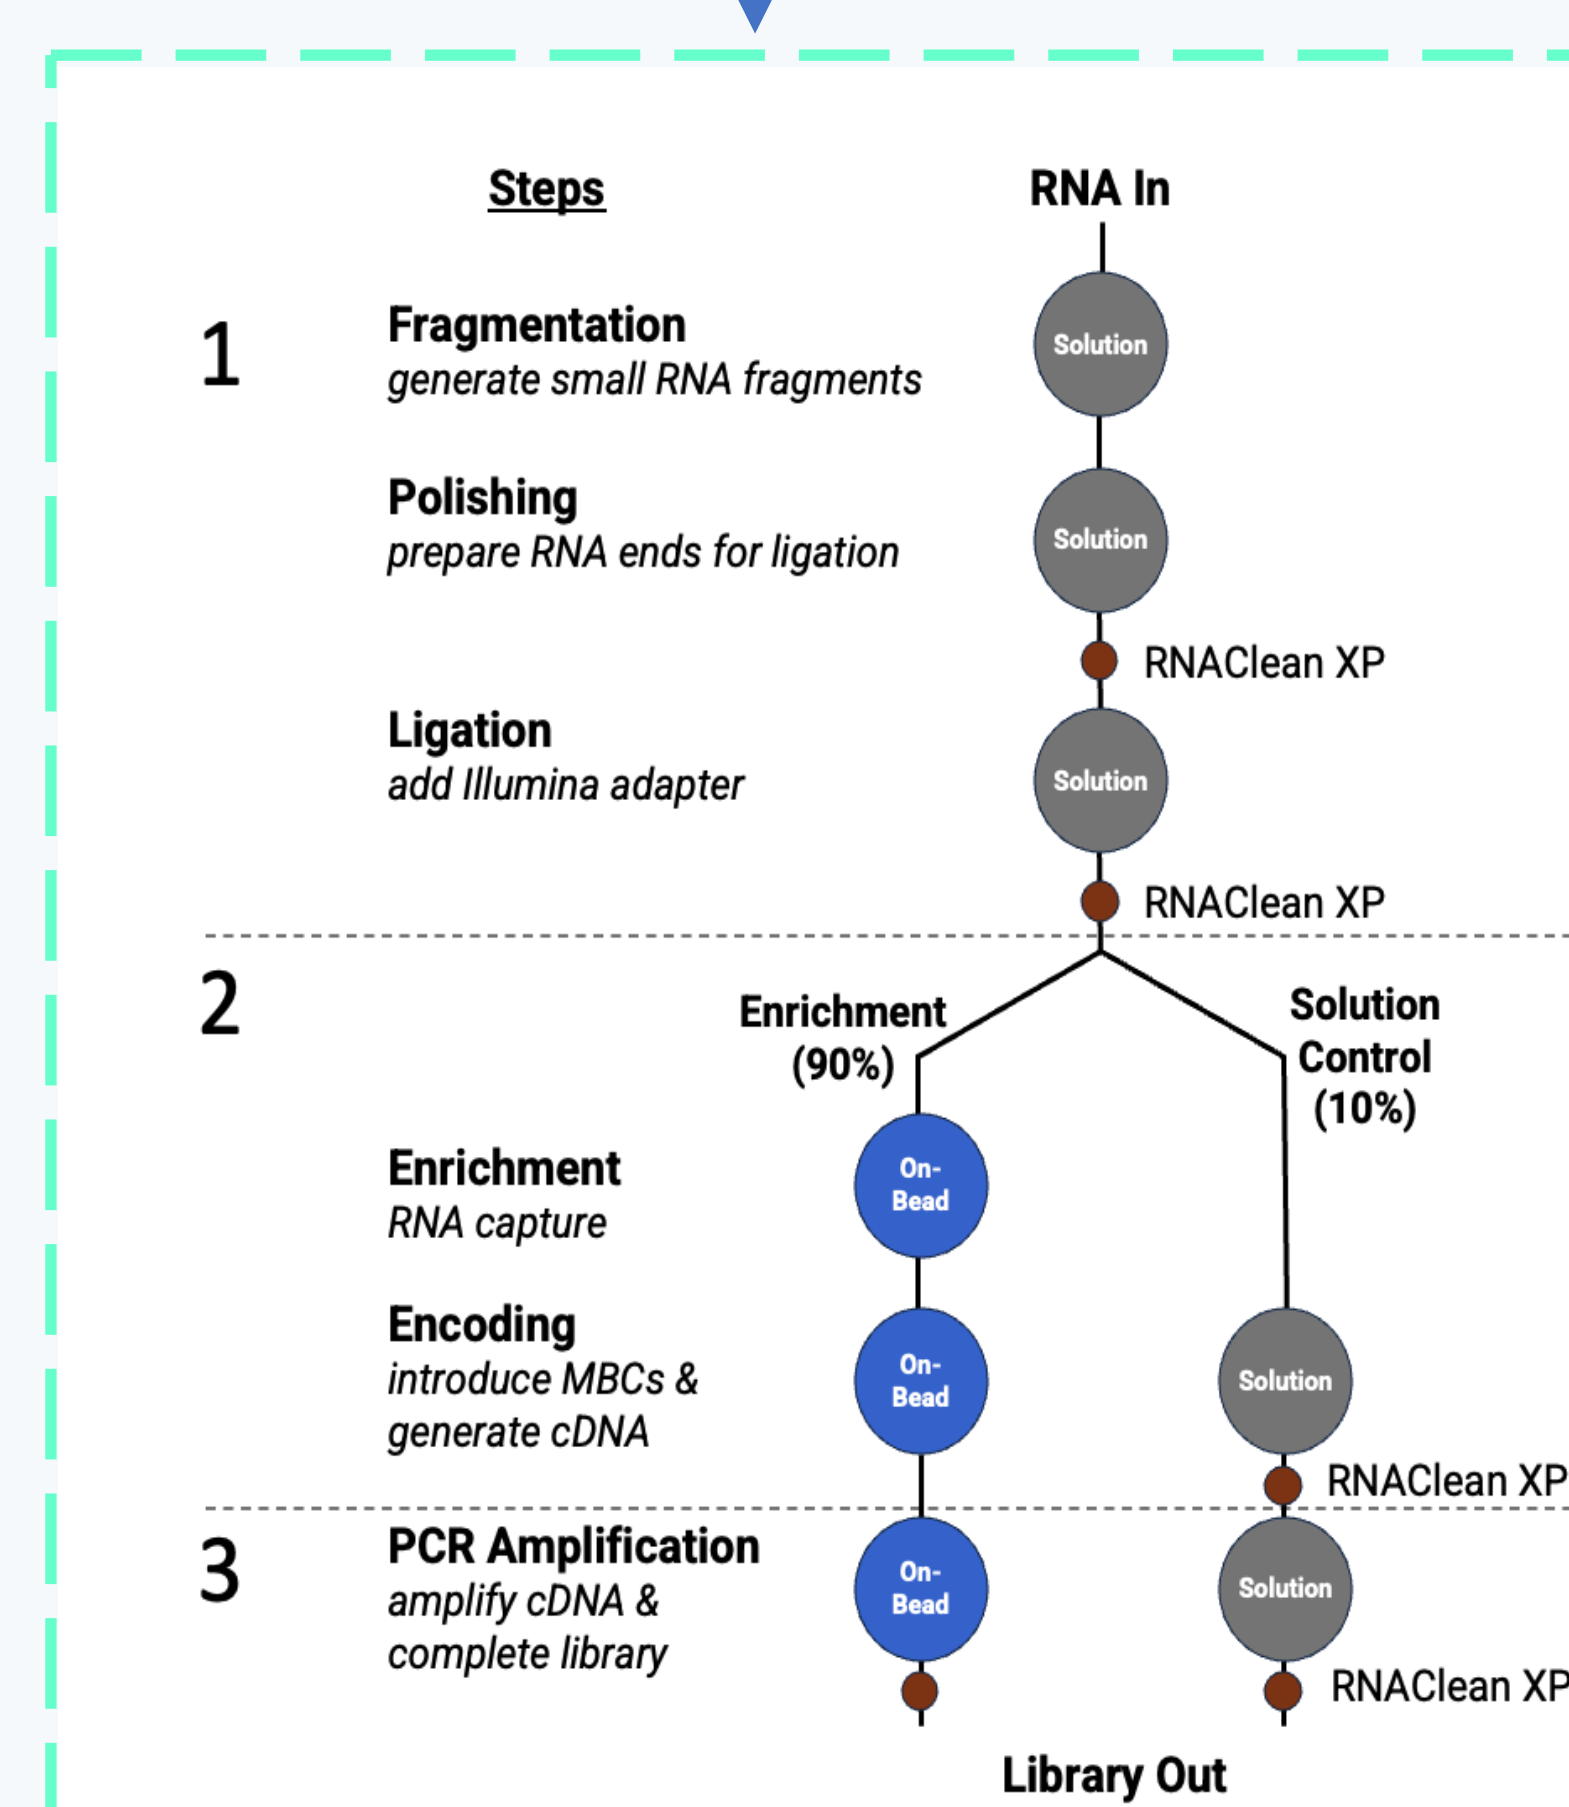 Steps
RNA In
1
Fragmentation
generate small RNA fragments
Solution
Polishing
prepare RNA ends for ligation
Solution
RNAClean XP
Ligation
add Illumina adapter
Solution
RNAClean XP
2
Enrichment
(90%)
Solution
Control
(10%)
Enrichment
RNA capture
On-
Bead
Encoding
introduce MBCs &
generate cDNA
On-
Bead
Solution
RNAClean XP
3
PCR Amplification
amplify cDNA &
complete library
On-
Bead
Solution
RNAClean XP
Library Out